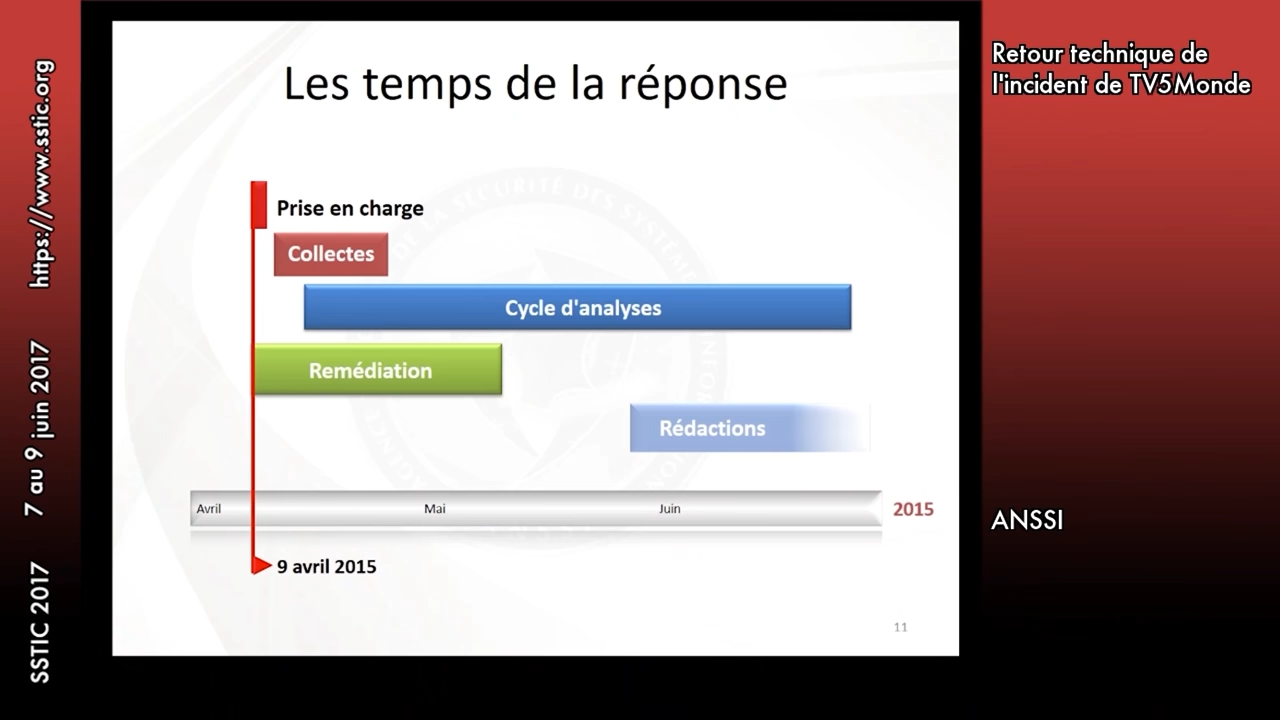 https://www.sstic.org
7 au 9 juin 2017
SSTIC 2017
Les temps de la réponse
Prise en charge
Collectes
Cycle d'analyses
Remédiation
Rédactions
Avril Mai Juin 2015
9 avril 2015
11
Retour technique de
l'incident de TV5Monde
ANSSI